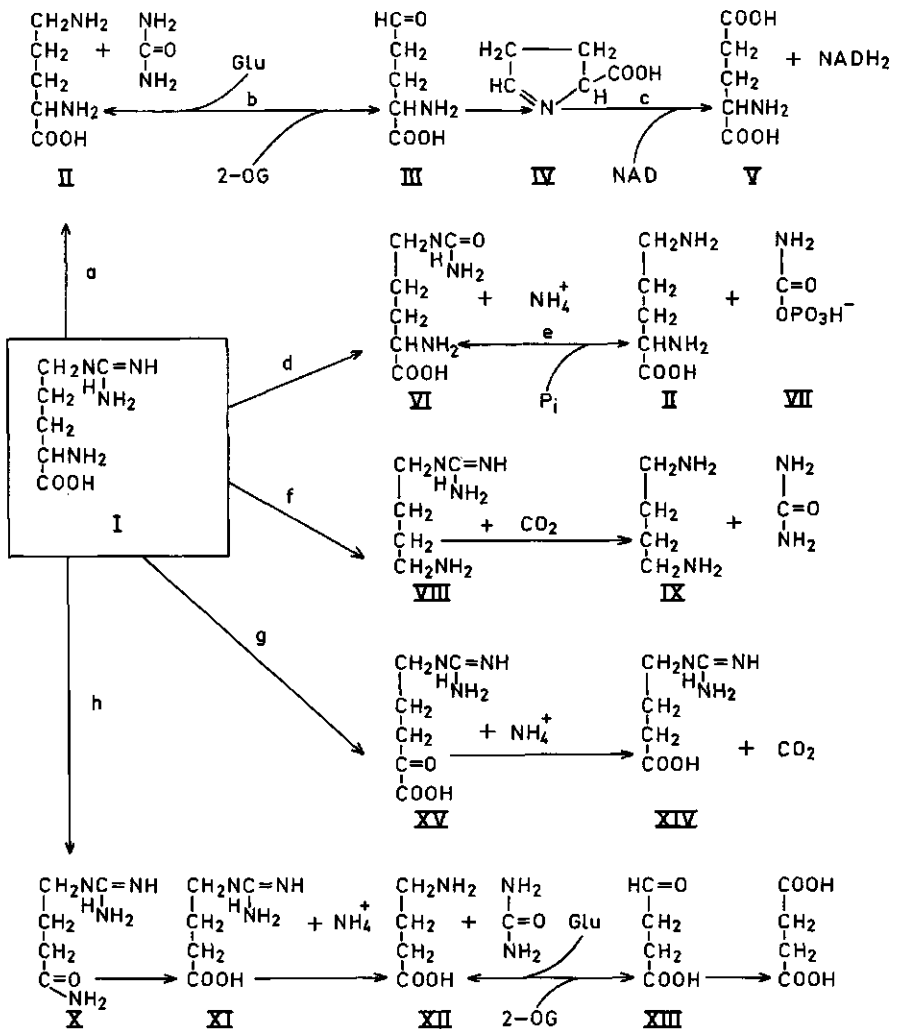 CH2NH2 NH2 HC=O COOH
CH2 + C=O Glu CH2 H2C CH2 CH2 + NADH2
CH2 NH2 b CH2 HC COOH CH2
CHNH2 CHNH2 N H c CHNH2
COOH 2-OG COOH NAD COOH
II III IV V
a
CH2NC=O CH2NH2 NH2
H NH2
CH2 + NH4+ CH2 + C=O
CH2 CH2 OPO3H-
d CHNH2 e CHNH2
COOH Pi COOH
VI II VII
CH2NC=NH
H NH2
CH2
CH2
CHNH2
COOH
I
f CH2NC=NH CH2NH2 NH2
H NH2
CH2 + CO2 CH2 + C=O
CH2 CH2 NH2
CH2NH2 CH2NH2
VIII IX
g CH2NC=NH CH2NC=NH
H NH2 H NH2
CH2 CH2
CH2 + NH4+ CH2
C=O COOH + CO2
COOH
XV XIV
h
CH2NC=NH CH2NC=NH CH2NH2 NH2 HC=O COOH
H NH2 H NH2
CH2 CH2 + NH4+ CH2 + C=O Glu CH2 CH2
CH2 CH2 CH2 NH2 CH2 CH2
C=O COOH COOH COOH COOH
NH2 2-OG
X XI XII XIII